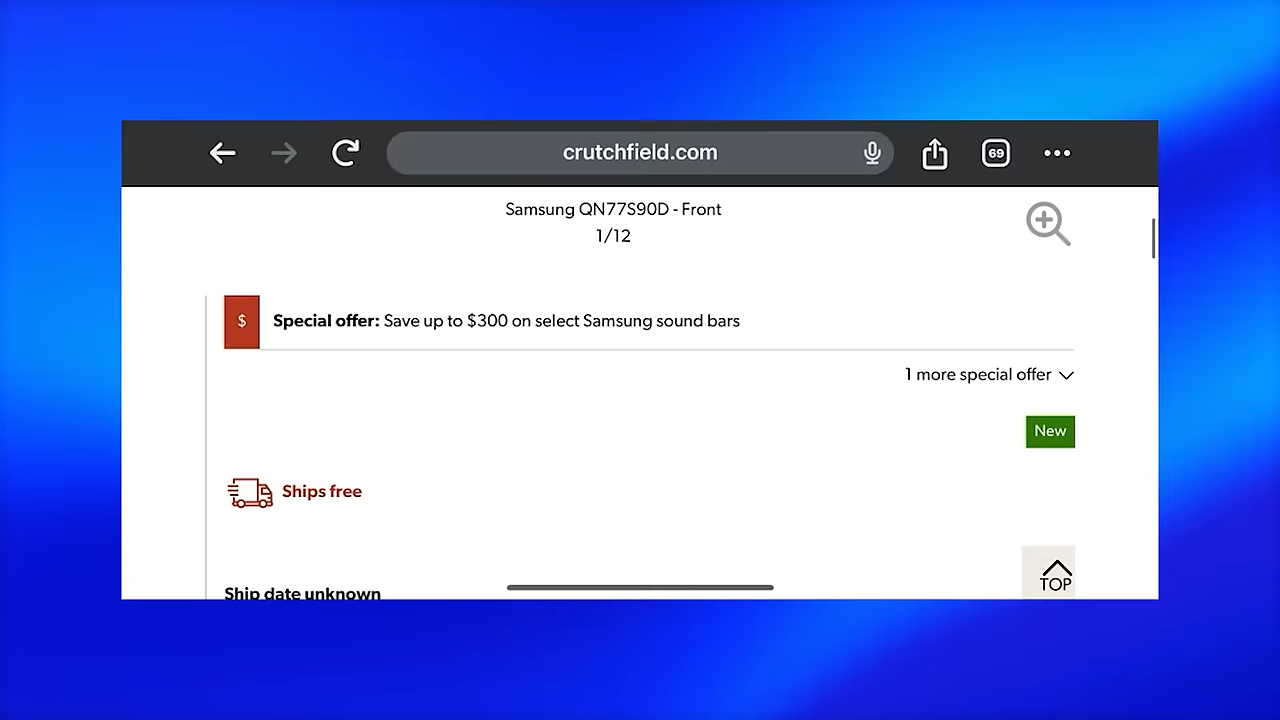 crutchfield.com
69
Samsung QN77S90D - Front
1/12
$ Special offer: Save up to $300 on select Samsung sound bars
1 more special offer
New
Ships free
Ship date unknown
TOP